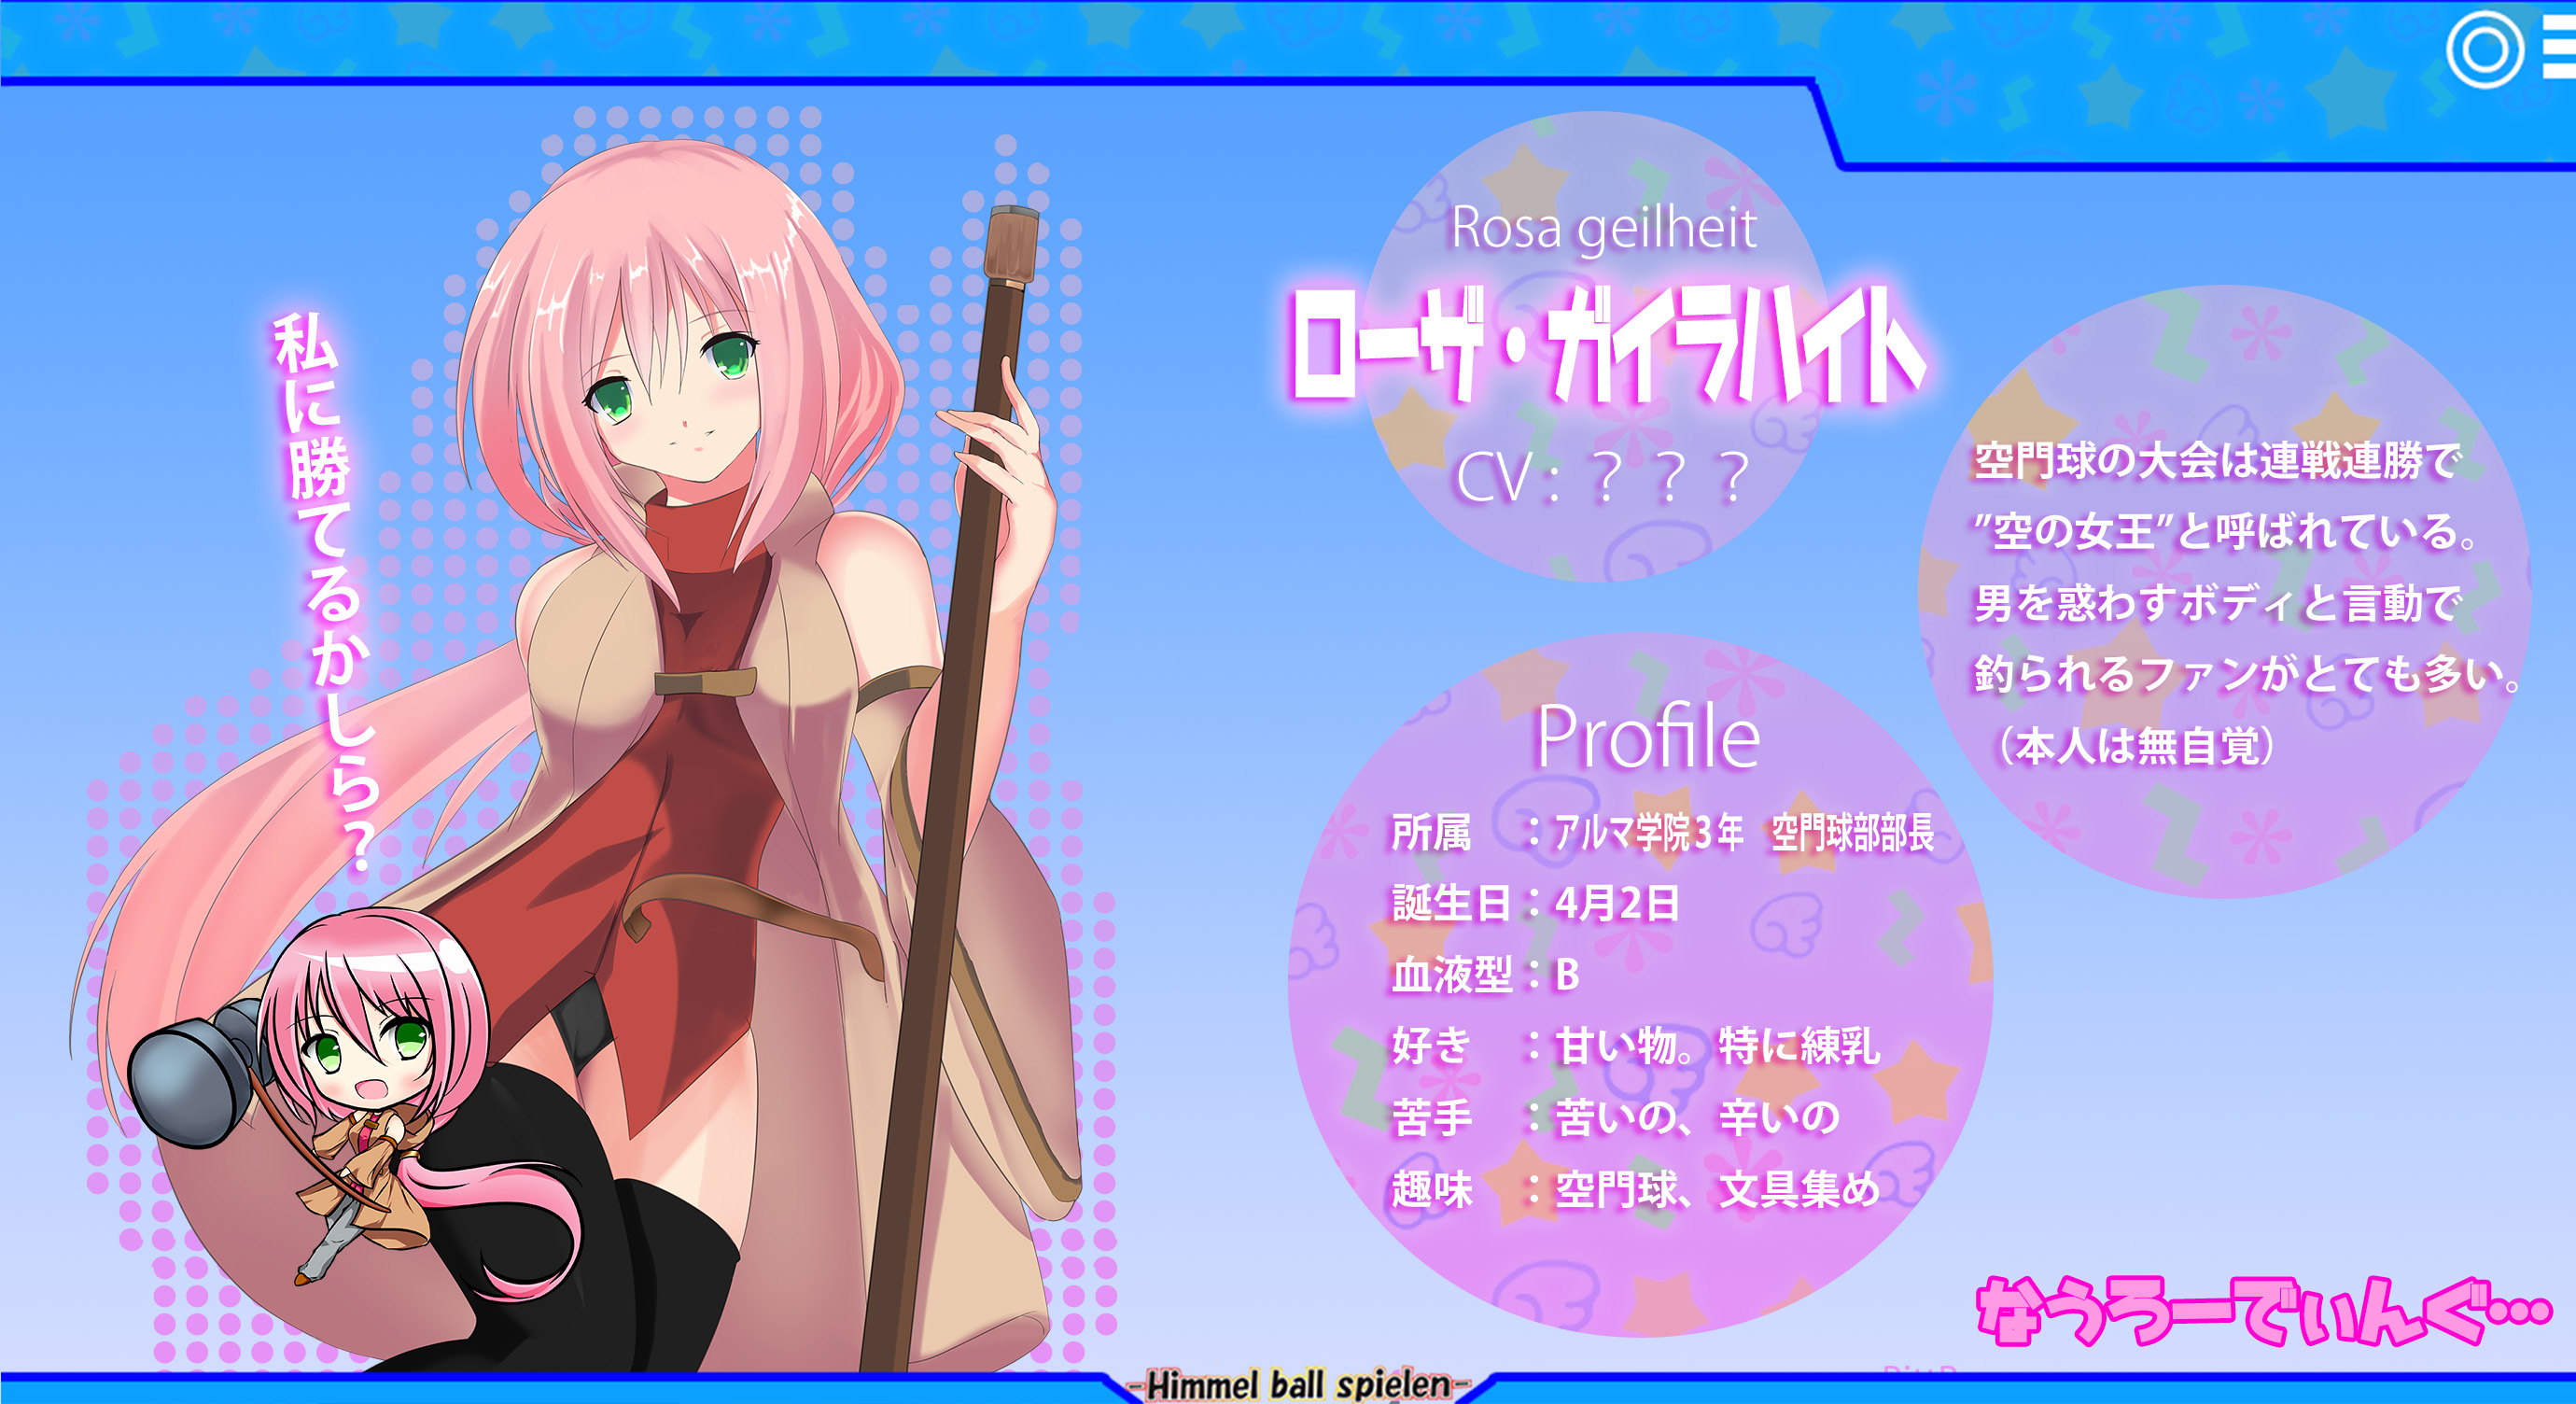 私に勝てるかしら？
Rosa geilheit
ローザ・ガイラハイト
CV：？？？
空門球の大会は連戦連勝で
"空の女王"と呼ばれている。
男を惑わすボディと言動で
釣られるファンがとても多い。
（本人は無自覚）
Profile
所属　：アルマ学院３年　空門球部部長
誕生日：4月2日
血液型：B
好き　：甘い物。特に練乳
苦手　：苦いの、辛いの
趣味　：空門球、文具集め
なうろーでぃんぐ…
-Himmel ball spielen-